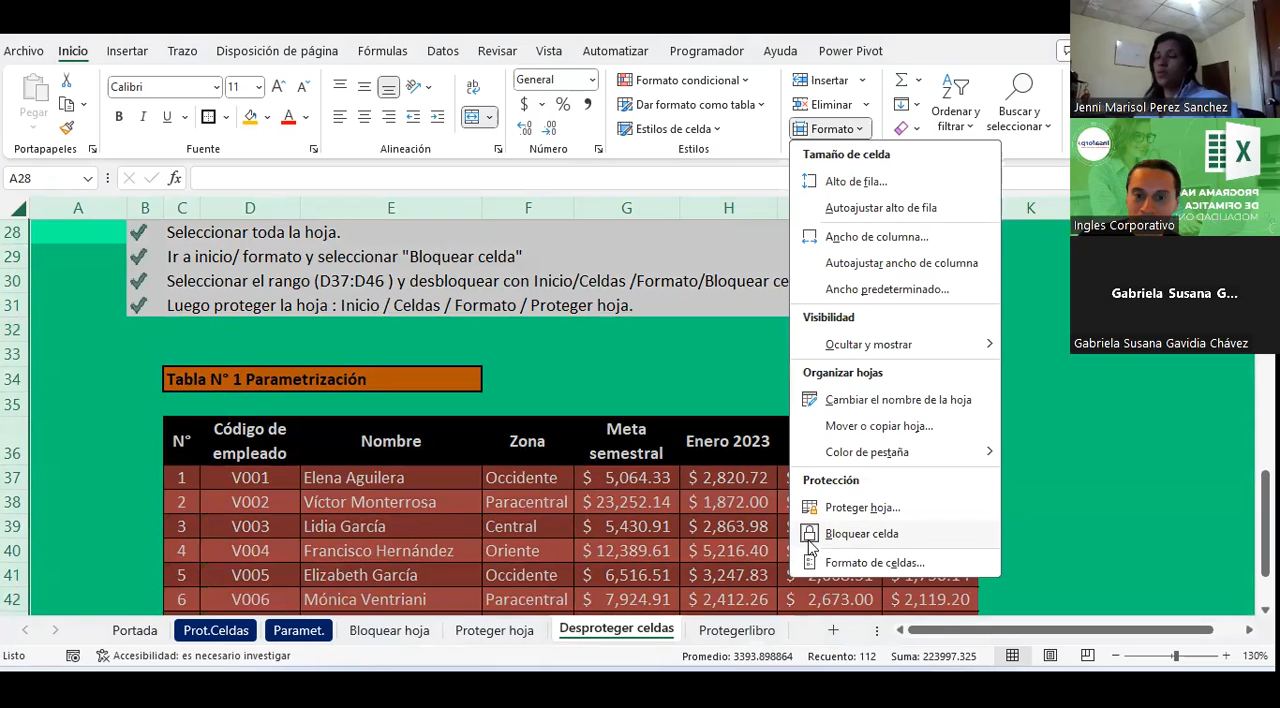 Archivo Inicio Insertar Trazo Disposición de página Fórmulas Datos Revisar Vista Automatizar Programador Ayuda Power Pivot
Pegar
Portapapeles
Calibri 11
N K S
Fuente
Alineación
General
$ % 
Número
Formato condicional
Dar formato como tabla
Estilos de celda
Estilos
Insertar
Eliminar
Formato
Ordenar y filtrar
Buscar y seleccionar
A28
fx
Tamaño de celda
Alto de fila...
Autoajustar alto de fila
Ancho de columna...
Autoajustar ancho de columna
Ancho predeterminado...
Visibilidad
Ocultar y mostrar
Organizar hojas
Cambiar el nombre de la hoja
Mover o copiar hoja...
Color de pestaña
Protección
Proteger hoja...
Bloquear celda
Formato de celdas...
A B C D E F G H K
28 Seleccionar toda la hoja.
29 Ir a inicio/ formato y seleccionar "Bloquear celda"
30 Seleccionar el rango (D37:D46 ) y desbloquear con Inicio/Celdas /Formato/Bloquear ce
31 Luego proteger la hoja : Inicio / Celdas / Formato / Proteger hoja.
32
33
34 Tabla N° 1 Parametrización
35
36 N° Código de empleado Nombre Zona Meta semestral Enero 2023
37 1 V001 Elena Aguilera Occidente $ 5,064.33 $ 2,820.72
38 2 V002 Víctor Monterrosa Paracentral $ 23,252.14 $ 1,872.00
39 3 V003 Lidia García Central $ 5,430.91 $ 2,863.98
40 4 V004 Francisco Hernández Oriente $ 12,389.61 $ 5,216.40
41 5 V005 Elizabeth García Occidente $ 6,516.51 $ 3,247.83
42 6 V006 Mónica Ventriani Paracentral $ 7,924.91 $ 2,412.26 $ 2,673.00 $ 2,119.20
Portada Prot.Celdas Paramet. Bloquear hoja Proteger hoja Desproteger celdas Protegerlibro
Listo Accesibilidad: es necesario investigar Promedio: 3393.898864 Recuento: 112 Suma: 223997.325 130%
Jenni Marisol Perez Sanchez
PROGRAMA NA
DE OFIMATICA
MODALIDAD ON
Ingles Corporativo
Gabriela Susana G...
Gabriela Susana Gavidia Chávez